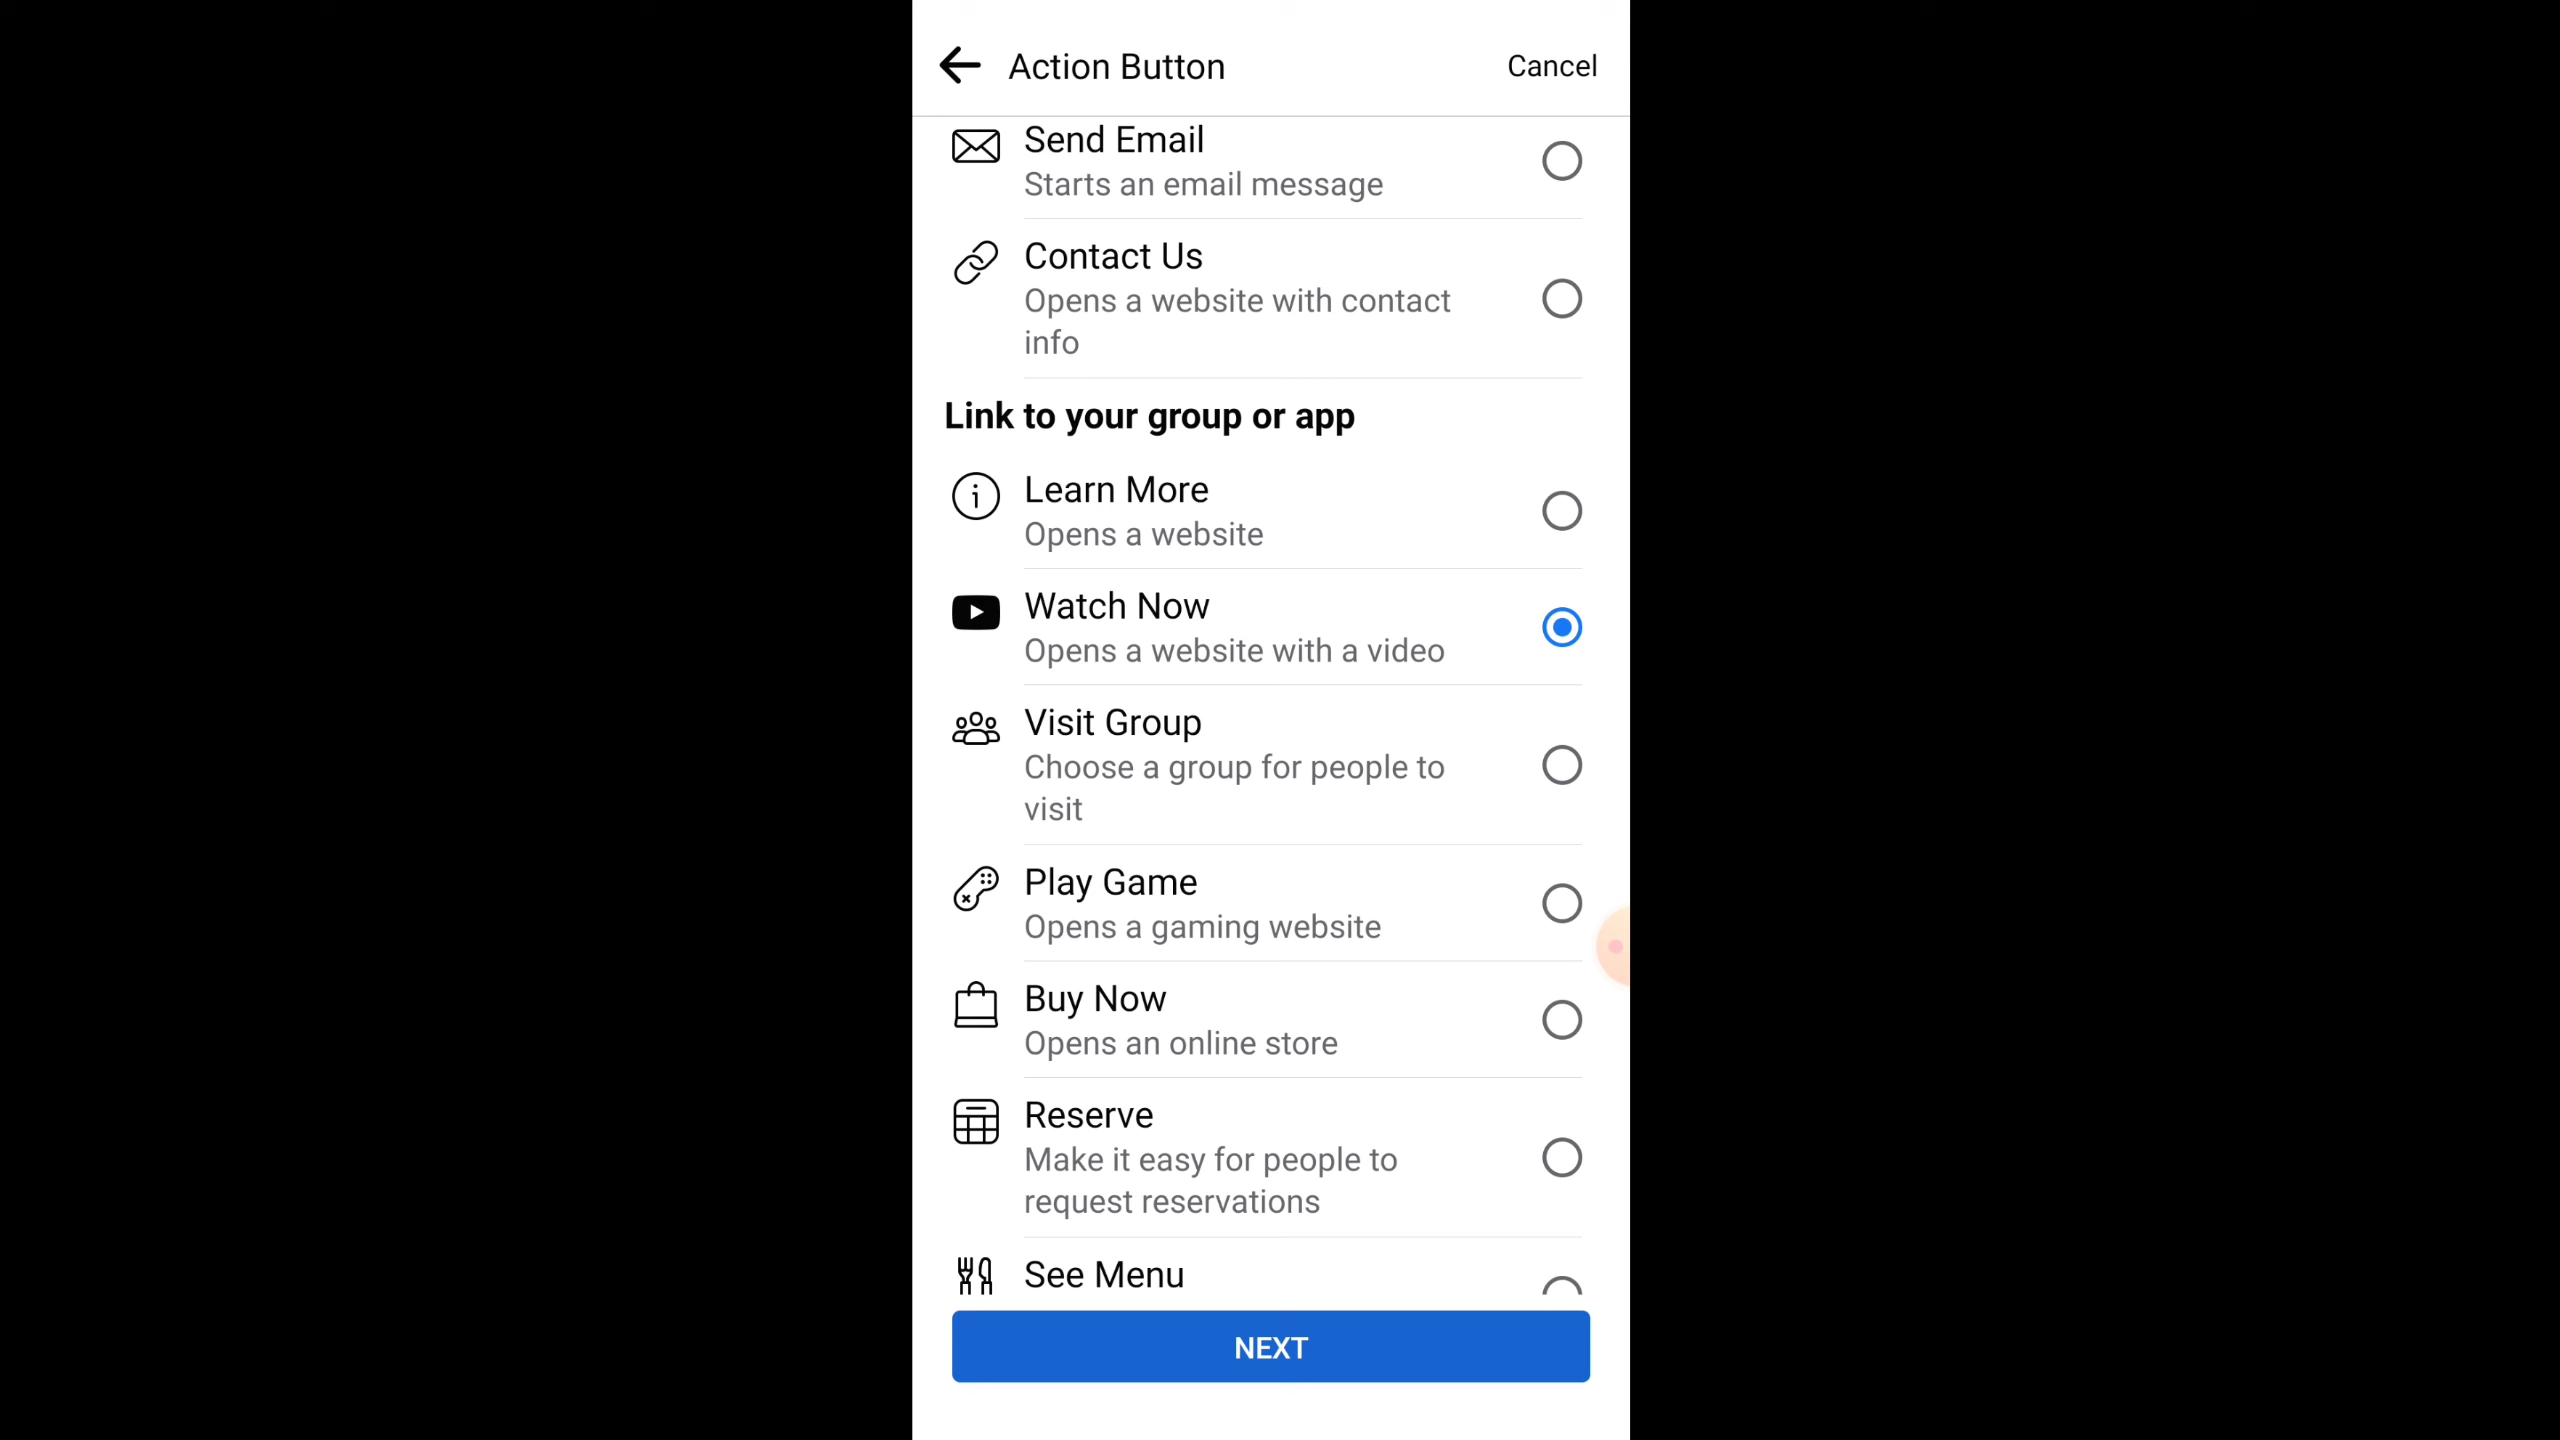 Action Button
Cancel
Send Email
Starts an email message
Contact Us
Opens a website with contact
info
Link to your group or app
Learn More
Opens a website
Watch Now
Opens a website with a video
Visit Group
Choose a group for people to
visit
Play Game
Opens a gaming website
Buy Now
Opens an online store
Reserve
Make it easy for people to
request reservations
See Menu
NEXT